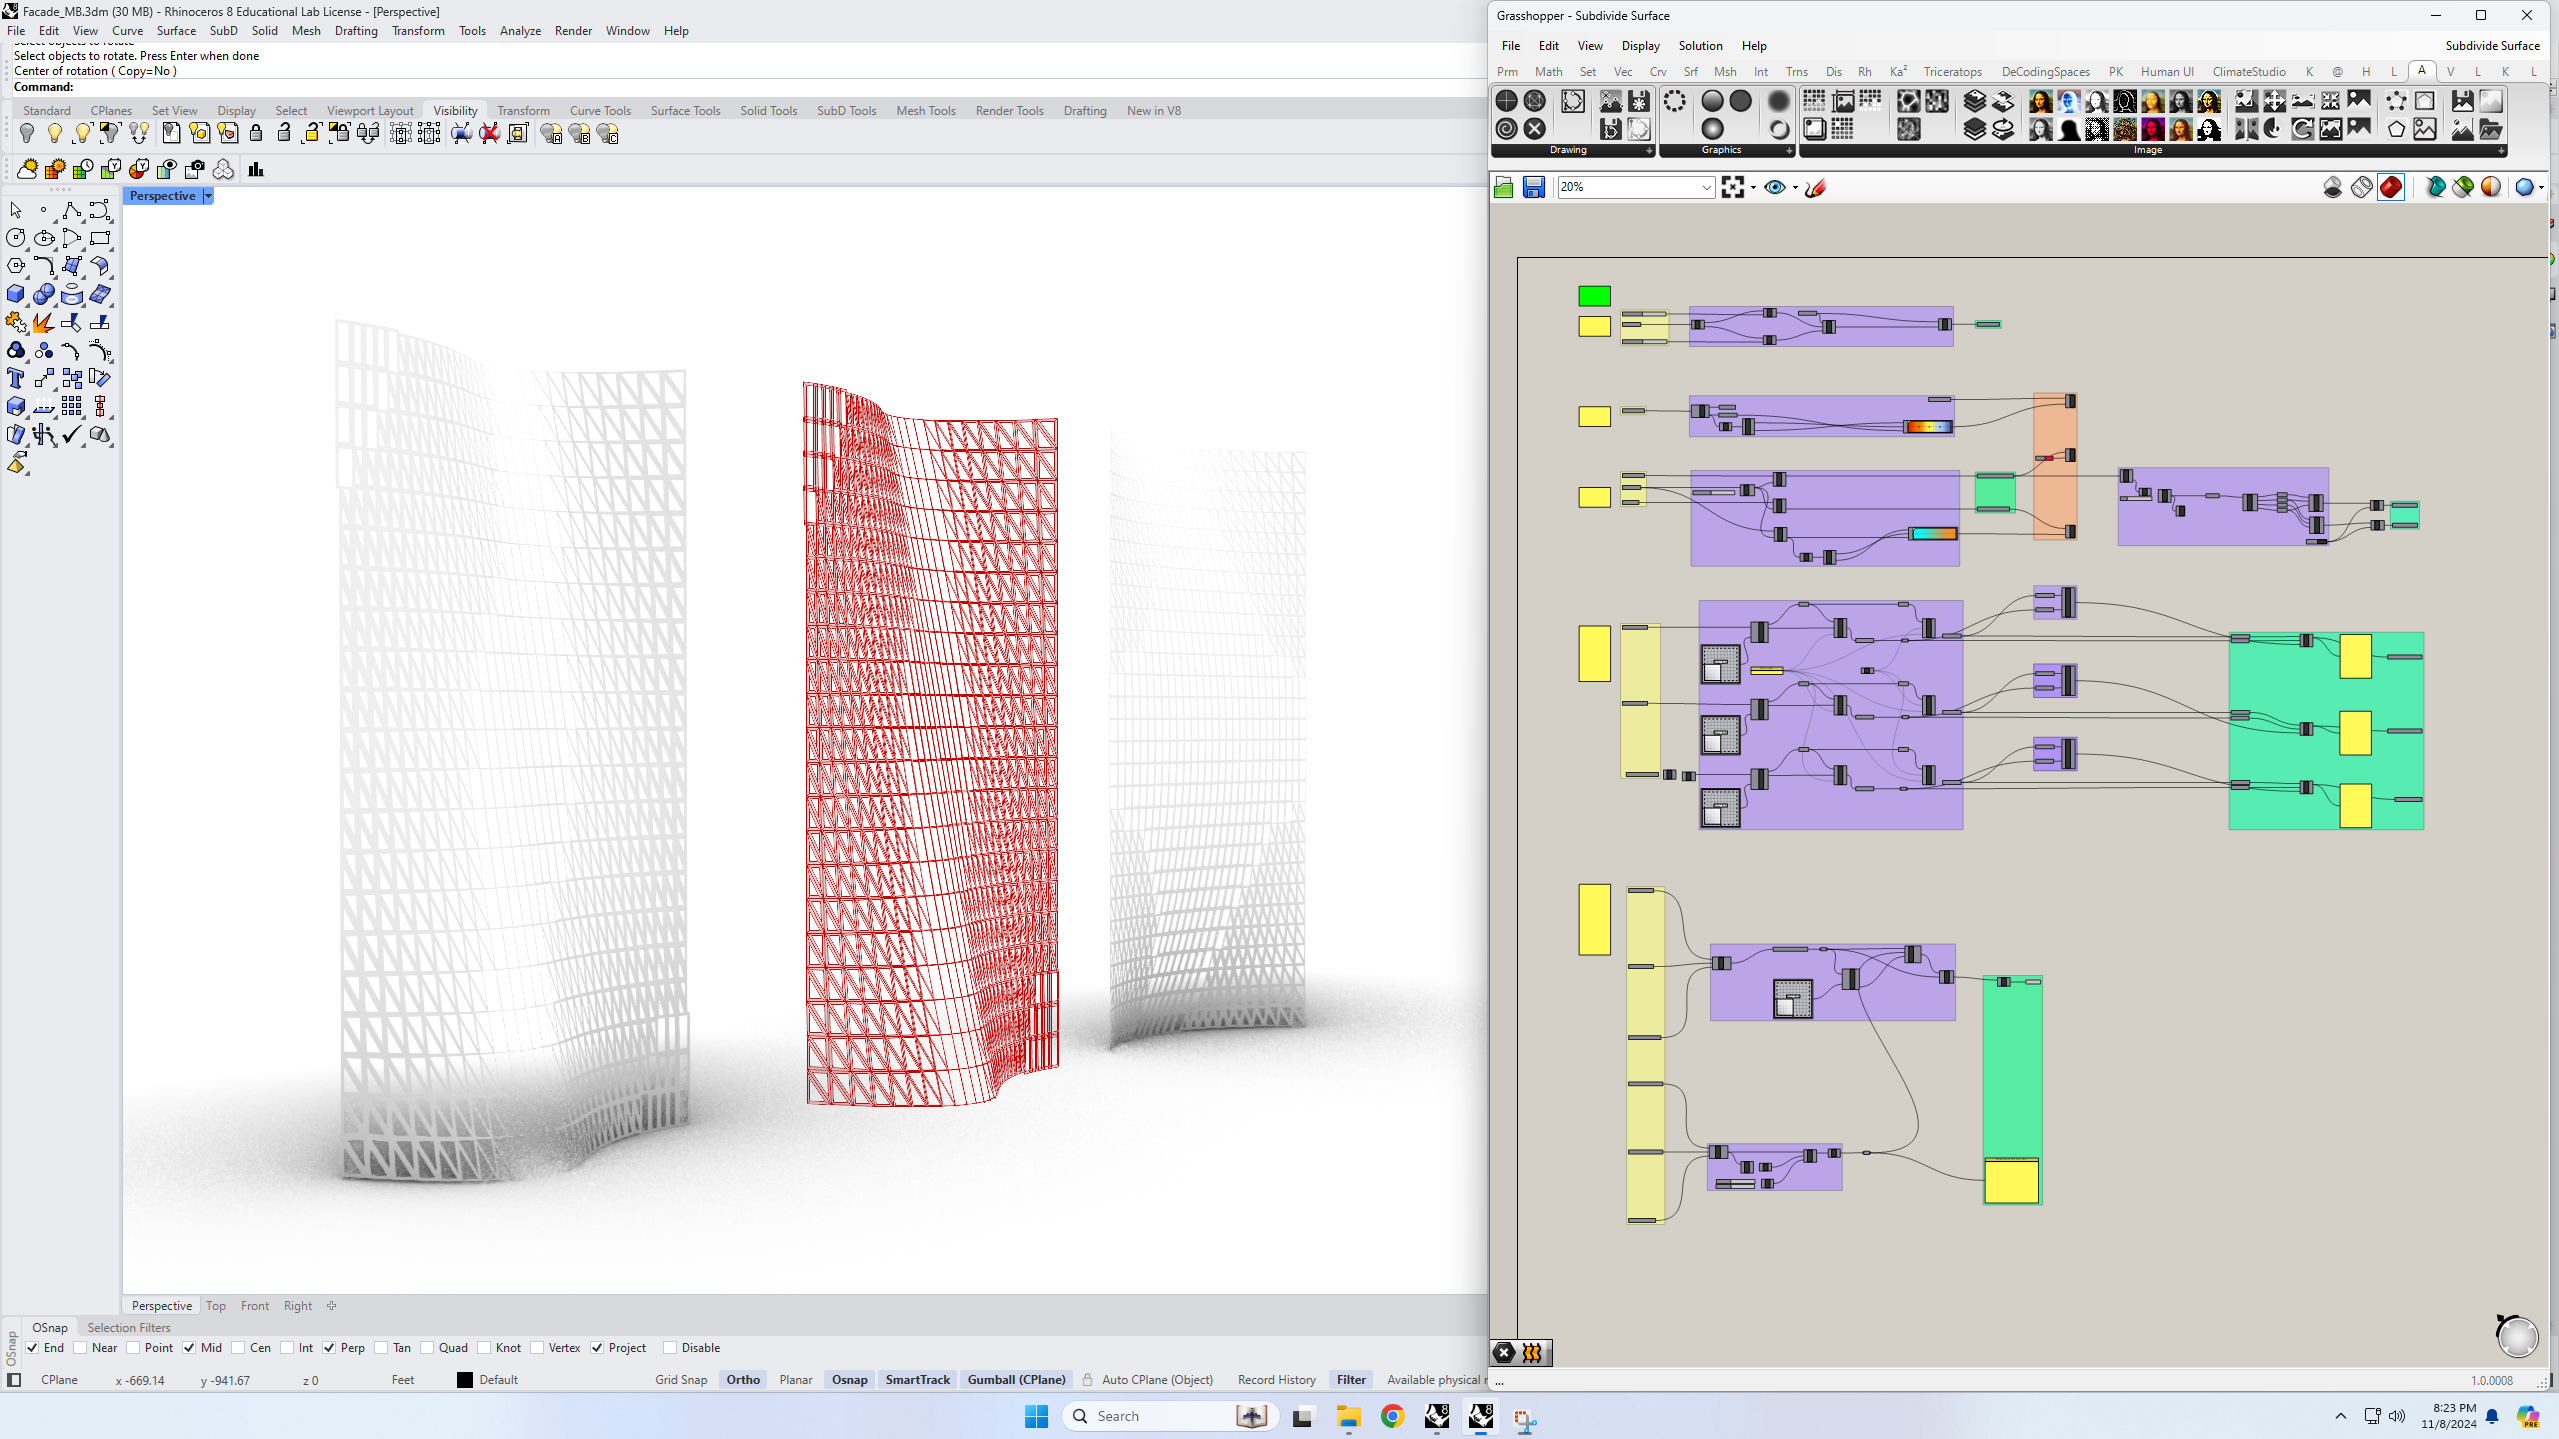 Facade_MB.3dm (30 MB) - Rhinoceros 8 Educational Lab License - [Perspective]
File Edit View Curve Surface SubD Solid Mesh Drafting Transform Tools Analyze Render Window Help
Select objects to rotate
Select objects to rotate. Press Enter when done
Center of rotation ( Copy=No )
Command:
Standard CPlanes Set View Display Select Viewport Layout Visibility Transform Curve Tools Surface Tools Solid Tools SubD Tools Mesh Tools Render Tools Drafting New in V8
Perspective
Perspective Top Front Right
OSnap Selection Filters
OSnap
End Near Point Mid Cen Int Perp Tan Quad Knot Vertex Project Disable
CPlane x -669.14 y -941.67 z 0 Feet Default Grid Snap Ortho Planar Osnap SmartTrack Gumball (CPlane) Auto CPlane (Object) Record History Filter Available physical
Grasshopper - Subdivide Surface
File Edit View Display Solution Help Subdivide Surface
Prm Math Set Vec Crv Srf Msh Int Trns Dis Rh Ka² Triceratops DeCodingSpaces PK Human UI ClimateStudio K @ H L A V L K L
Drawing Graphics Image
20%
... 1.0.0008
Search
8:23 PM
11/8/2024
PRE